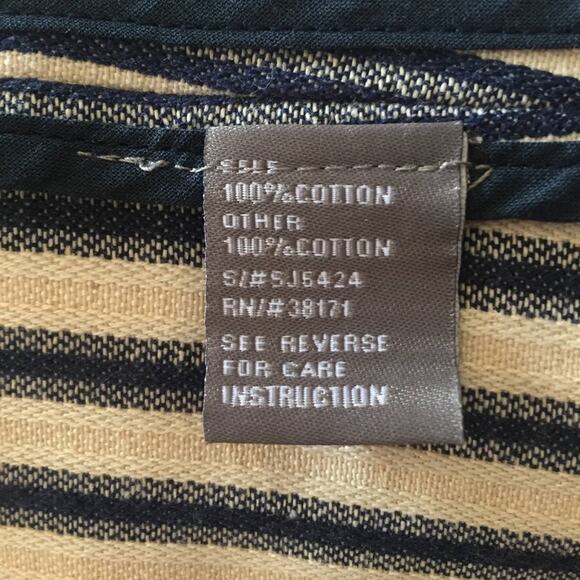 SELF
100%COTTON
OTHER
100%COTTON
S/#SJ5424
RN/#38171
SEE REVERSE
FOR CARE
INSTRUCTION